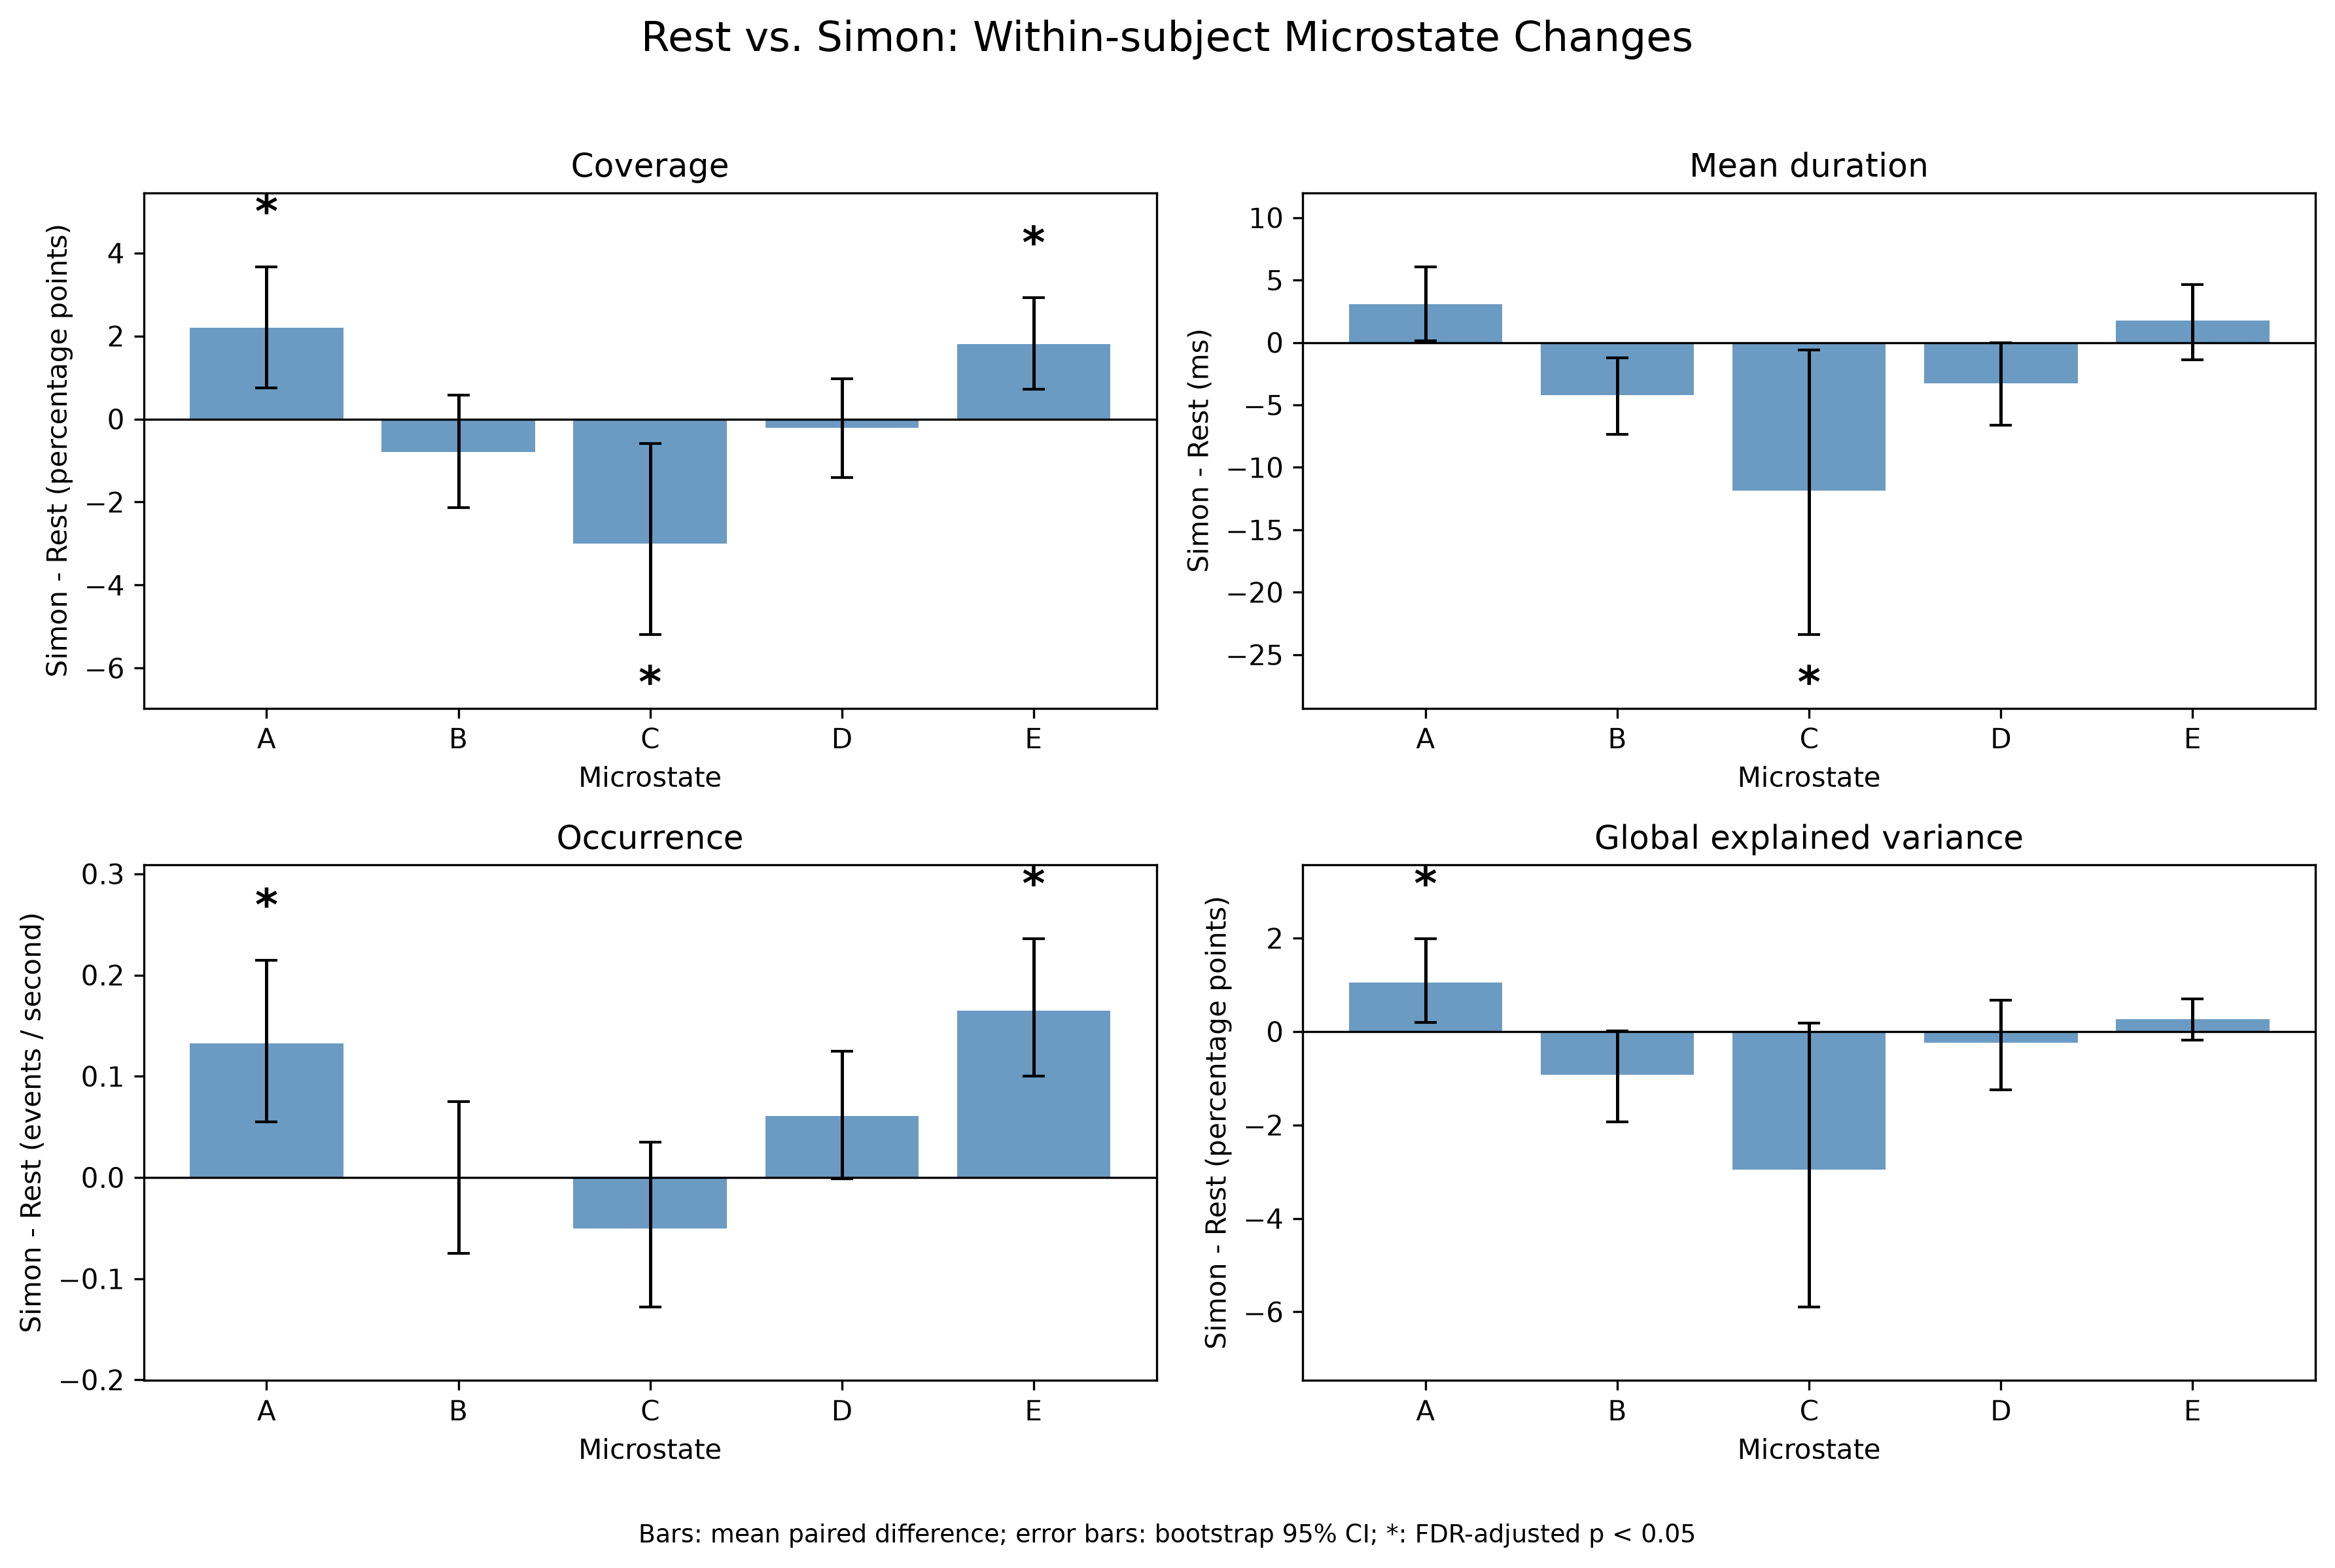 Rest vs. Simon: Within-subject Microstate Changes
Coverage
Simon - Rest (percentage points)
4
2
0
−2
−4
−6
*
*
*
A B C D E
Microstate
Mean duration
Simon - Rest (ms)
10
5
0
−5
−10
−15
−20
−25
*
A B C D E
Microstate
Occurrence
Simon - Rest (events / second)
0.3
0.2
0.1
0.0
−0.1
−0.2
*
*
A B C D E
Microstate
Global explained variance
Simon - Rest (percentage points)
2
0
−2
−4
−6
*
A B C D E
Microstate
Bars: mean paired difference; error bars: bootstrap 95% CI; *: FDR-adjusted p < 0.05